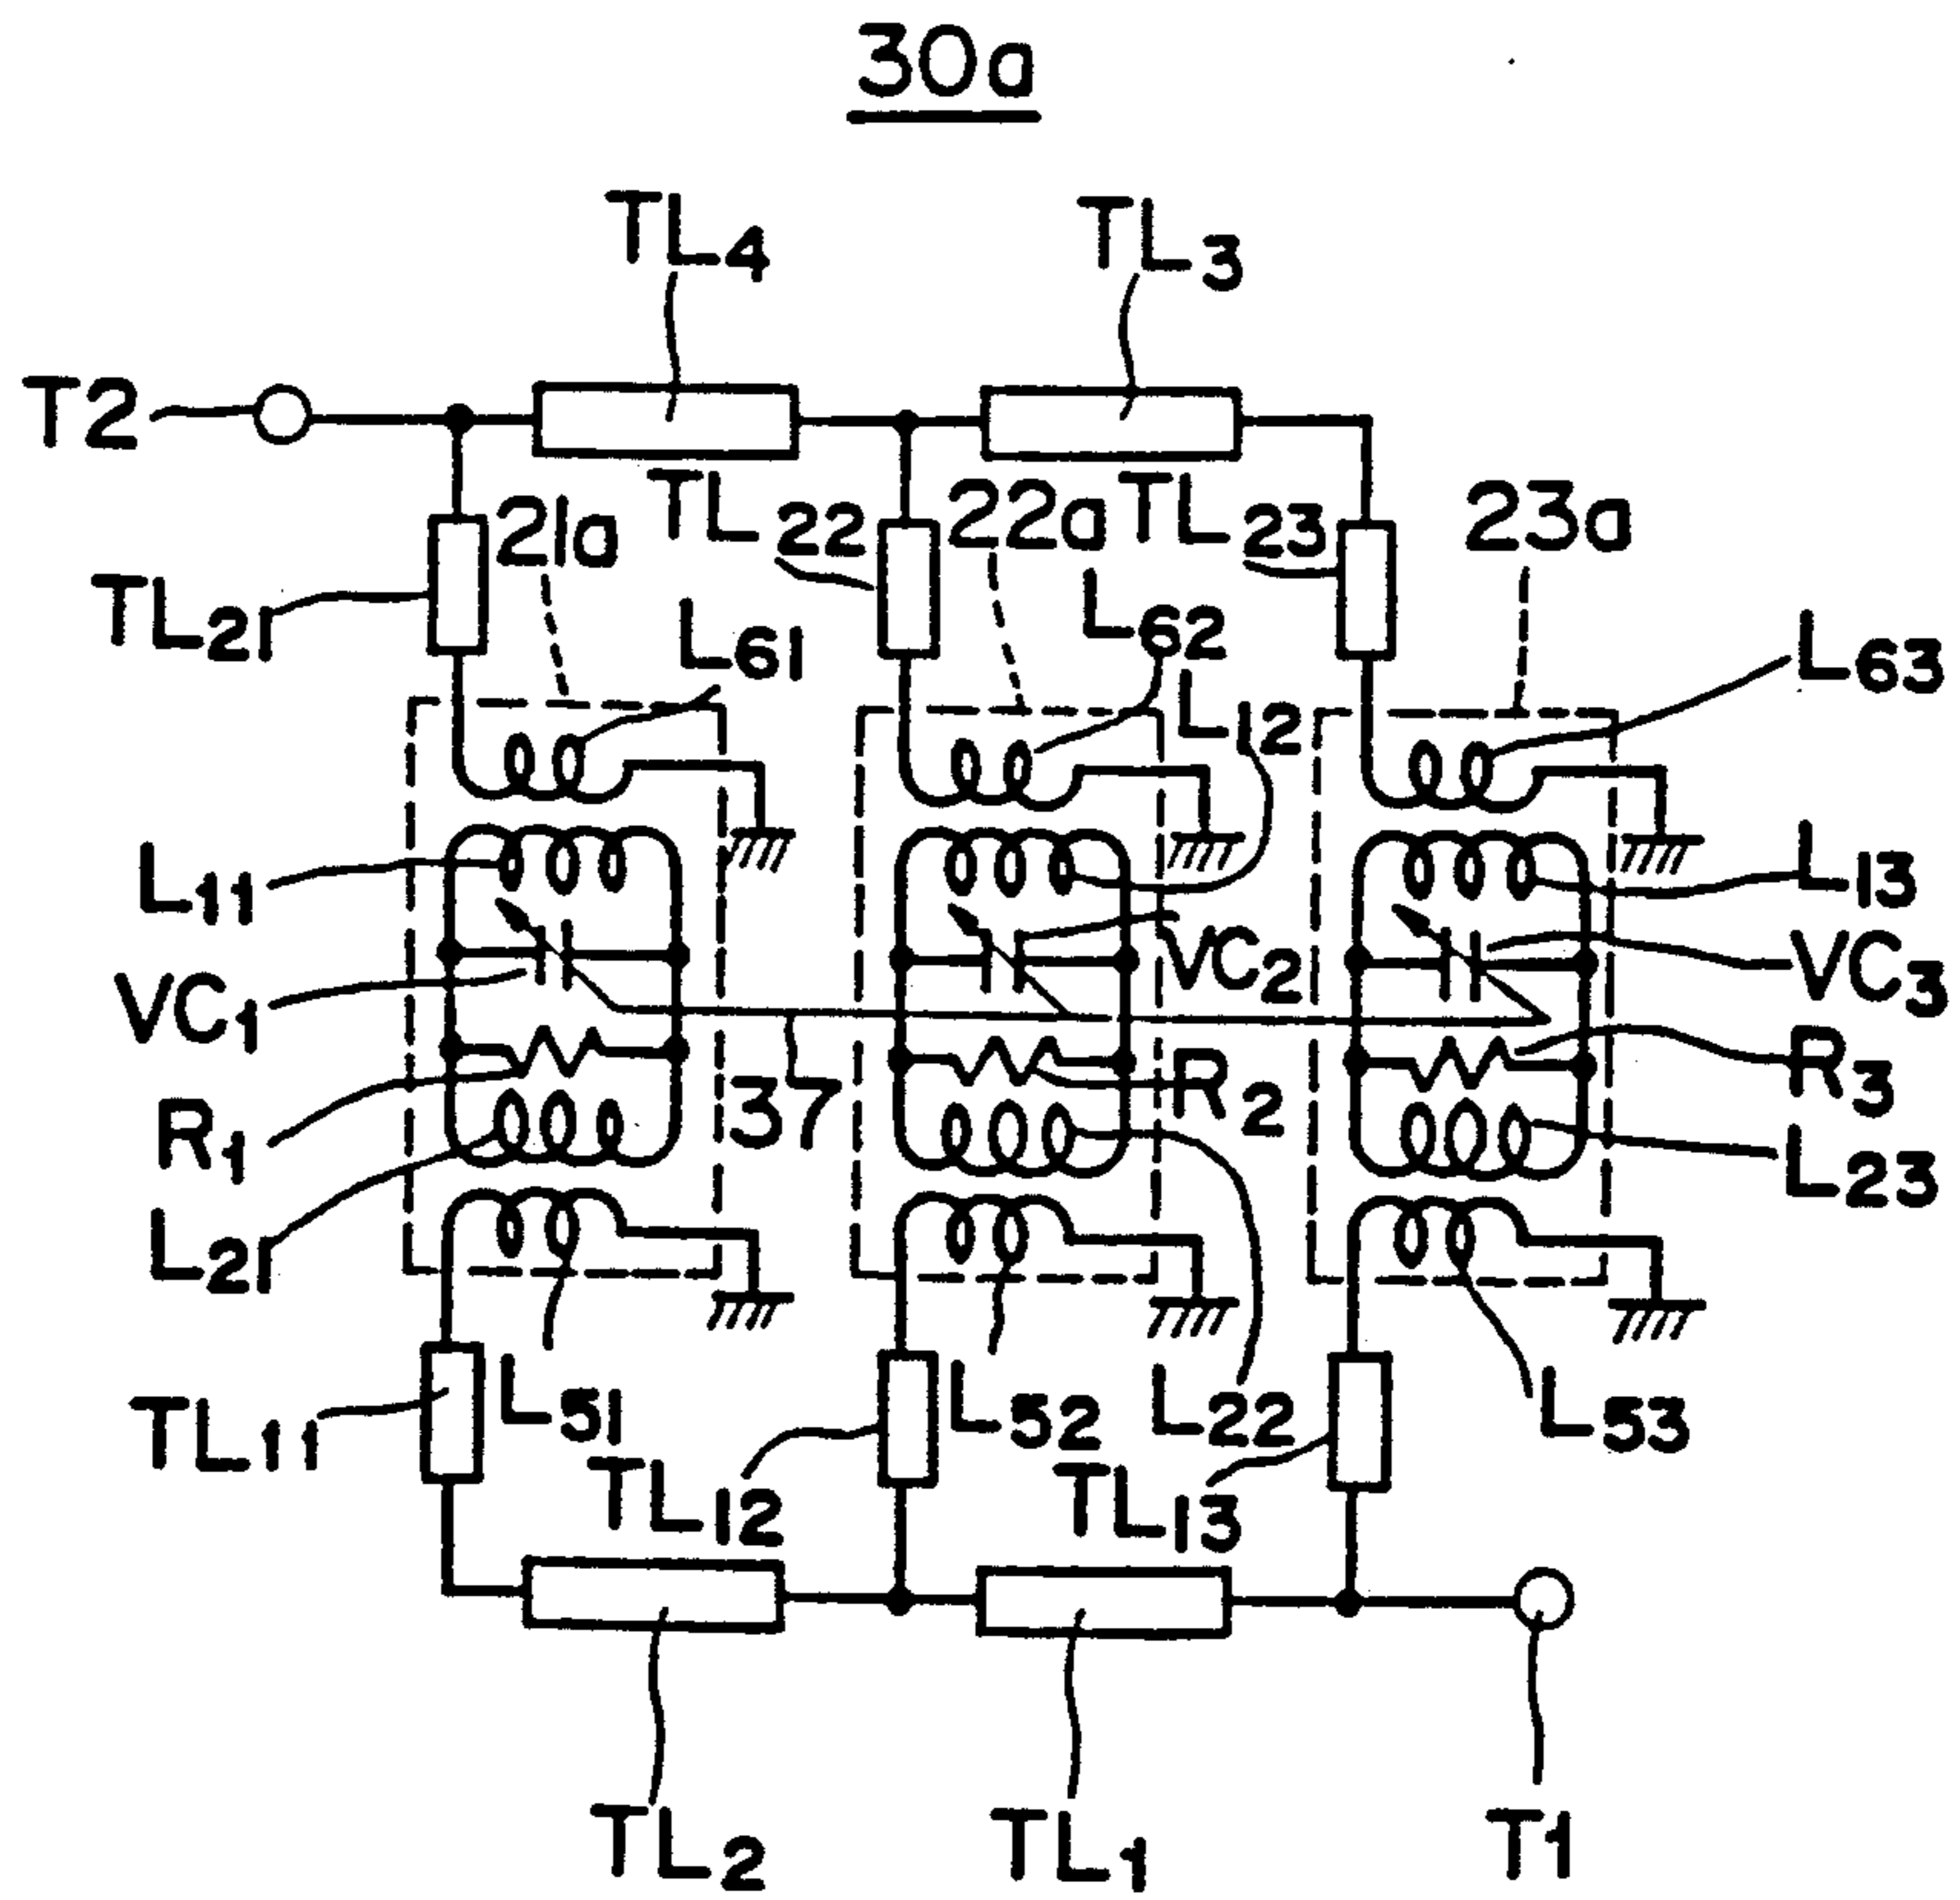 30a
TL4 TL3
T2
21a TL22 22a TL23 23a
TL21 L61 L62 L63
L12
L11 L13
VC1 VC2 VC3
R1 37 R2 R3
L21 L23
TL11 L51 L52 L22 L53
TL12 TL13
TL2 TL1 T1